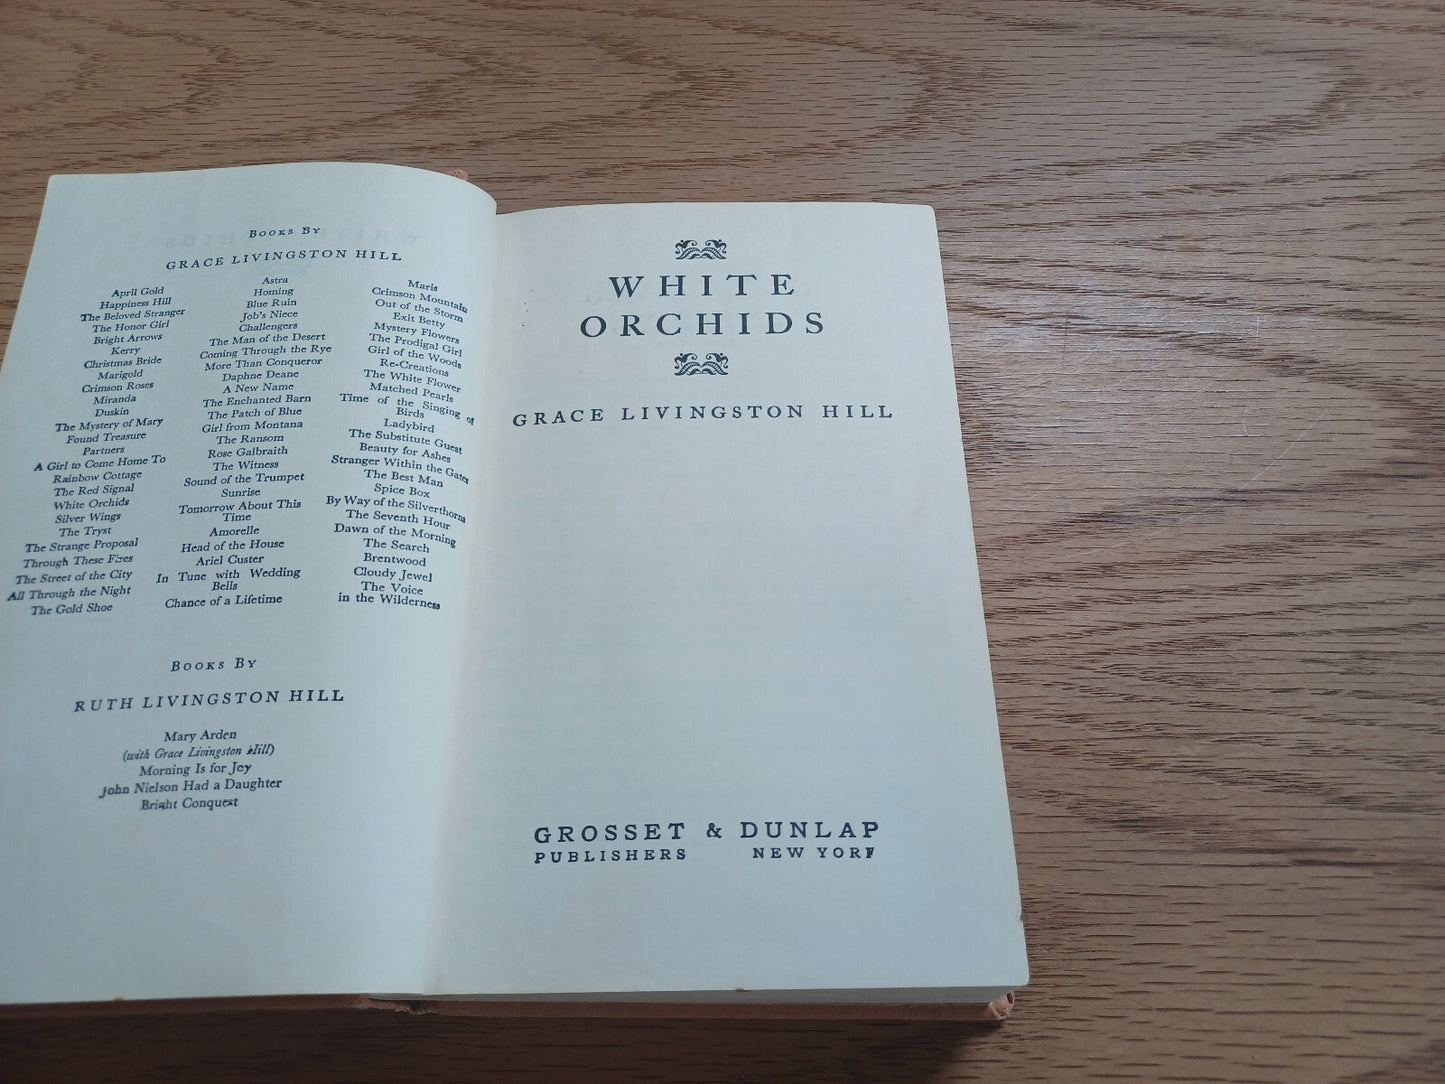 BOOKS BY
GRACE LIVINGSTON HILL
April Gold
Happiness Hill
The Beloved Stranger
The Honor Girl
Bright Arrows
Kerry
Christmas Bride
Marigold
Crimson Roses
Miranda
Duskin
The Mystery of Mary
Found Treasure
Partners
A Girl to Come Home To
Rainbow Cottage
The Red Signal
White Orchids
Silver Wings
The Tryst
The Strange Proposal
Through These Fires
The Street of the City
All Through the Night
The Gold Shoe
Astra
Homing
Blue Ruin
Job's Niece
Challengers
The Man of the Desert
Coming Through the Rye
More Than Conqueror
Daphne Deane
A New Name
The Enchanted Barn
The Patch of Blue
Girl from Montana
The Ransom
Rose Galbraith
The Witness
Sound of the Trumpet
Sunrise
Tomorrow About This
Time
Amorelle
Head of the House
Ariel Custer
In Tune with Wedding
Bells
Chance of a Lifetime
Maris
Crimson Mountain
Out of the Storm
Exit Betty
Mystery Flowers
The Prodigal Girl
Girl of the Woods
Re-Creations
The White Flower
Matched Pearls
Time of the Singing of
Birds
Ladybird
The Substitute Guest
Beauty for Ashes
Stranger Within the Gates
The Best Man
Spice Box
By Way of the Silverthorns
The Seventh Hour
Dawn of the Morning
The Search
Brentwood
Cloudy Jewel
The Voice
in the Wilderness
BOOKS BY
RUTH LIVINGSTON HILL
Mary Arden
(with Grace Livingston Hill)
Morning Is for Joy
John Nielson Had a Daughter
Bright Conquest
WHITE
ORCHIDS
GRACE LIVINGSTON HILL
GROSSET & DUNLAP
PUBLISHERS NEW YORK